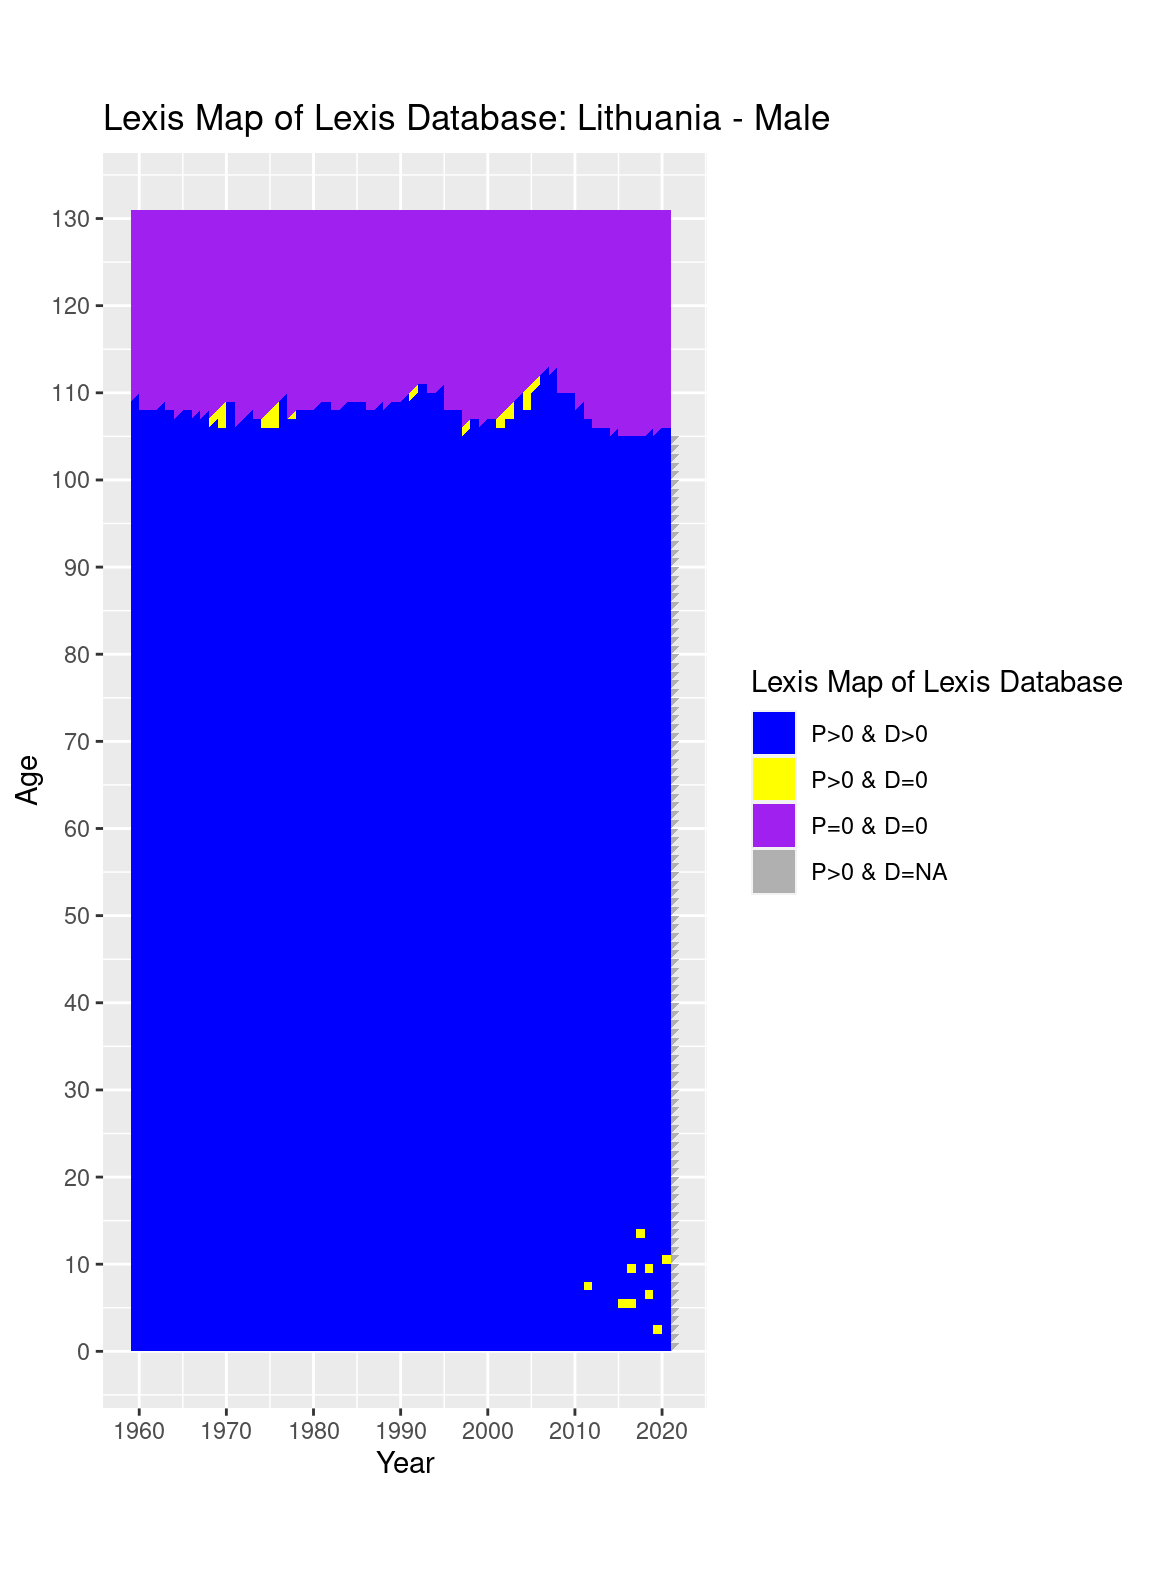 Lexis Map of Lexis Database: Lithuania - Male
130
120
110
100
90
80
70
60
50
40
30
20
10
0
Age
1960 1970 1980 1990 2000 2010 2020
Year
Lexis Map of Lexis Database
P>0 & D>0
P>0 & D=0
P=0 & D=0
P>0 & D=NA